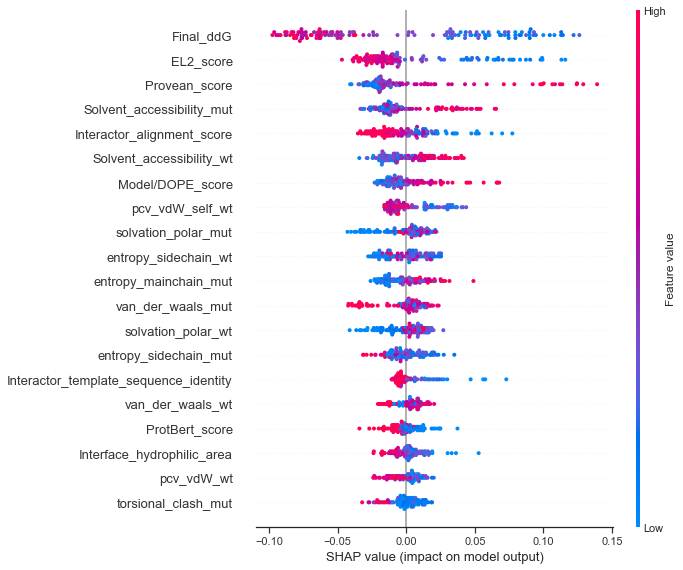 High
Final_ddG
EL2_score
Provean_score
Solvent_accessibility_mut
Interactor_alignment_score
Solvent_accessibility_wt
Model/DOPE_score
pcv_vdW_self_wt
solvation_polar_mut
entropy_sidechain_wt
entropy_mainchain_mut
van_der_waals_mut
solvation_polar_wt
entropy_sidechain_mut
Interactor_template_sequence_identity
van_der_waals_wt
ProtBert_score
Interface_hydrophilic_area
pcv_vdW_wt
torsional_clash_mut
Feature value
Low
−0.10 −0.05 0.00 0.05 0.10 0.15
SHAP value (impact on model output)